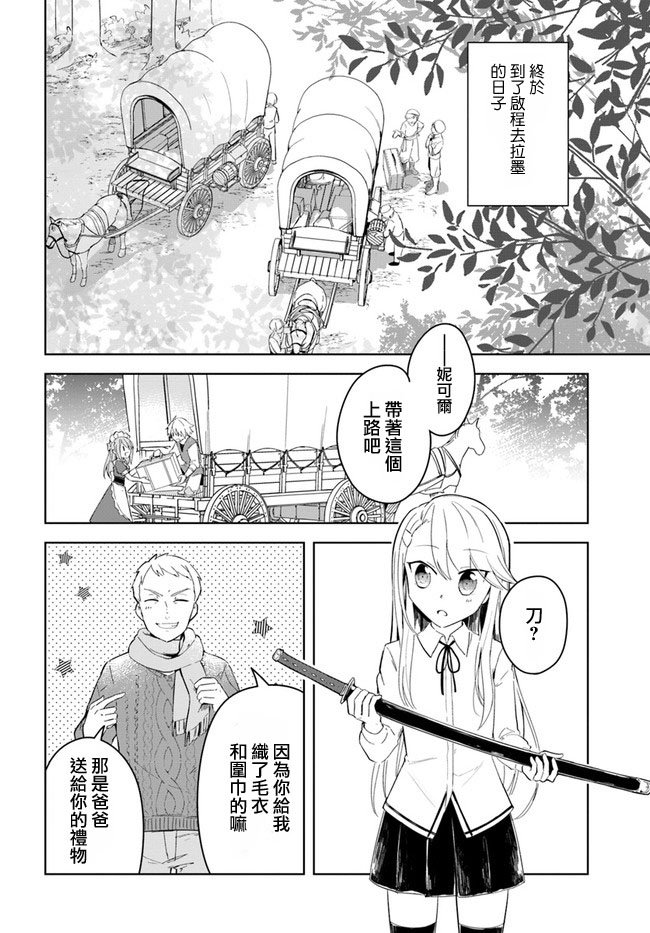 終於
到了啟程去拉墨
的日子
——妮可爾
帶著這個
上路吧
刀?
因為你給我
織了毛衣
和圍巾的嘛
那是爸爸
送給你的禮物